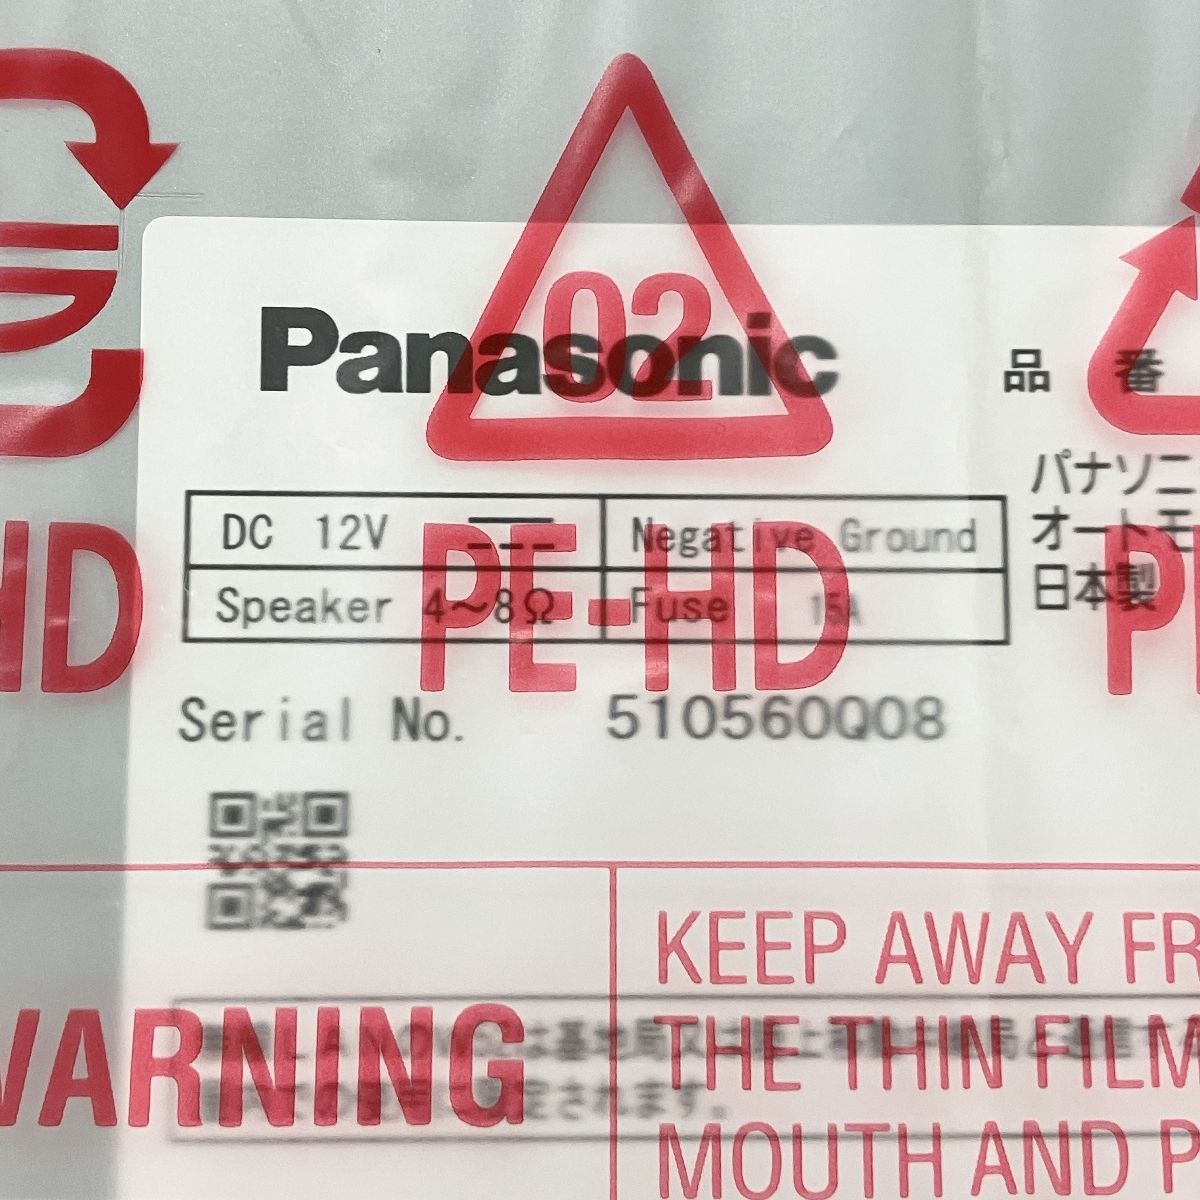 02
Panasonic
品 番
パナソニ
オートモ
日本製
DC 12V
Negative Ground
Speaker 4~8Ω
Fuse 15A
HD
PE-HD
P
Serial No. 510560Q08
WARNING
KEEP AWAY FR
THE THIN FILM
MOUTH AND P